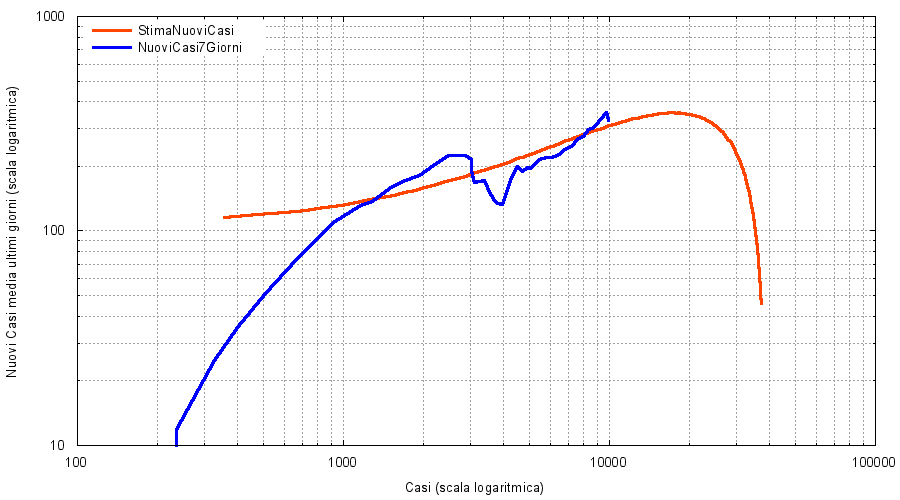 1000
StimaNuoviCasi
NuoviCasi7Giorni
Nuovi Casi media ultimi giorni (scala logaritmica)
100
10
100
1000
10000
100000
Casi (scala logaritmica)